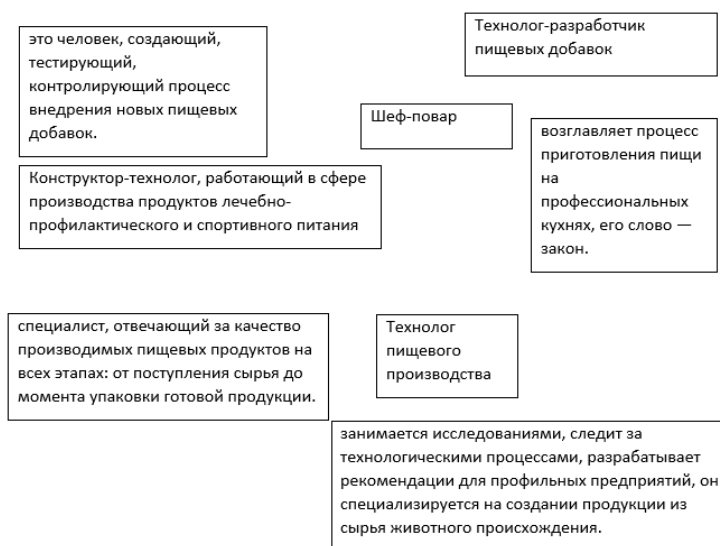 это человек, создающий,
тестирующий,
контролирующий процесс
внедрения новых пищевых
добавок.
Технолог-разработчик
пищевых добавок
Шеф-повар
возглавляет процесс
приготовления пищи
на
профессиональных
кухнях, его слово —
закон.
Конструктор-технолог, работающий в сфере
производства продуктов лечебно-
профилактического и спортивного питания
специалист, отвечающий за качество
производимых пищевых продуктов на
всех этапах: от поступления сырья до
момента упаковки готовой продукции.
Технолог
пищевого
производства
занимается исследованиями, следит за
технологическими процессами, разрабатывает
рекомендации для профильных предприятий, он
специализируется на создании продукции из
сырья животного происхождения.